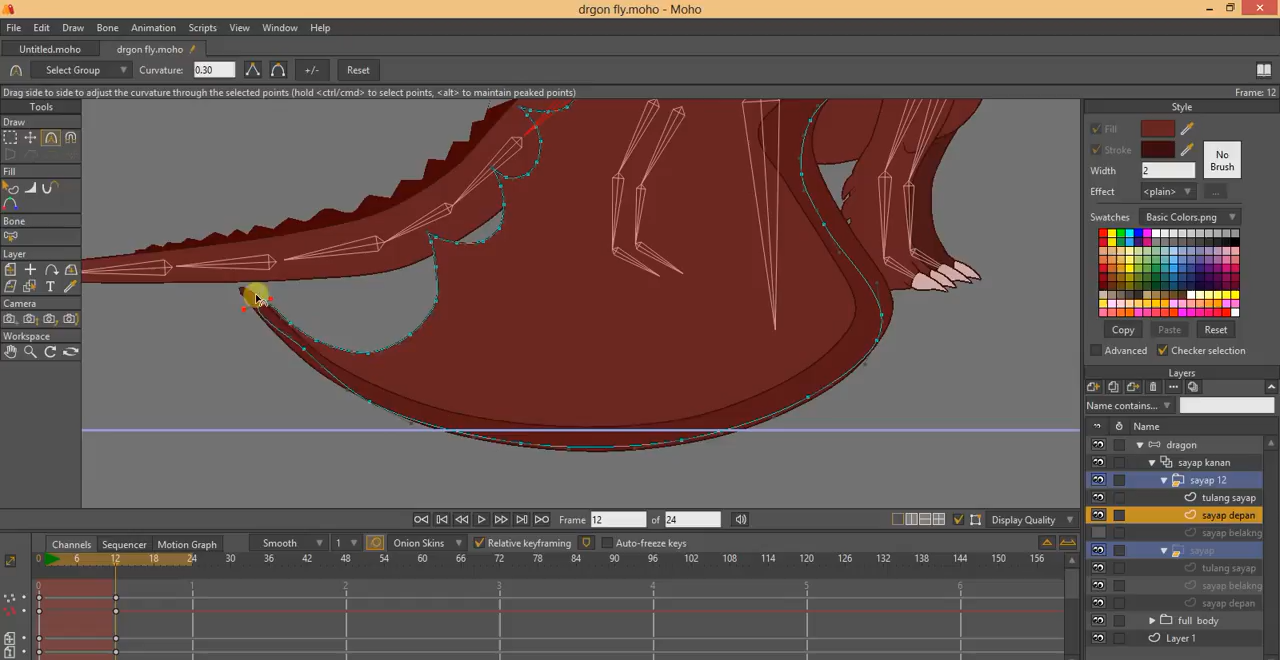 drgon fly.moho - Moho
File Edit Draw Bone Animation Scripts View Window Help
Untitled.moho drgon fly.moho
Select Group Curvature: 0.30 +/- Reset
Drag side to side to adjust the curvature through the selected points (hold <ctrl/cmd> to select points, <alt> to maintain peaked points) Frame: 12
Tools Style
Draw
Fill
Stroke
No Brush
Width 2
Fill
Effect <plain> ...
Bone
Swatches Basic Colors.png
Layer
Camera
Workspace
Copy Paste Reset
Advanced Checker selection
Layers
Name contains...
Name
dragon
sayap kanan
sayap 12
tulang sayap
sayap depan
sayap belakng
sayap
tulang sayap
sayap belakng
sayap depan
full body
Layer 1
Frame 12 of 24 Display Quality
Channels Sequencer Motion Graph Smooth 1 Onion Skins Relative keyframing Auto-freeze keys
0 6 12 18 24 30 36 42 48 54 60 66 72 78 84 90 96 102 108 114 120 126 132 138 144 150 156
0 1 2 3 4 5 6